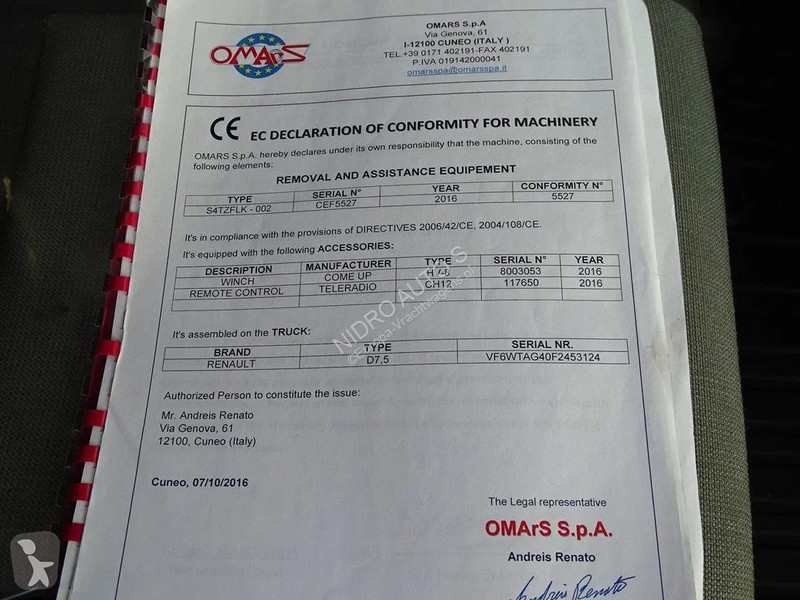 OMARS
OMARS S.p.A
Via Genova, 61
I-12100 CUNEO (ITALY )
TEL.+39 0171 402191-FAX 402191
P.IVA 019142000041
omarsspa@omarsspa.it
CE EC DECLARATION OF CONFORMITY FOR MACHINERY
OMARS S.p.A. hereby declares under its own responsibility that the machine, consisting of the
following elements:
REMOVAL AND ASSISTANCE EQUIPEMENT
TYPE SERIAL N° YEAR CONFORMITY N°
S4TZFLK - 002 CEF5527 2016 5527
It's in compliance with the provisions of DIRECTIVES 2006/42/CE, 2004/108/CE.
It's equipped with the following ACCESSORIES:
DESCRIPTION MANUFACTURER TYPE SERIAL N° YEAR
WINCH COME UP 8003053 2016
REMOTE CONTROL TELERADIO CH12 117650 2016
It's assembled on the TRUCK:
BRAND TYPE SERIAL NR.
RENAULT D7,5 VF6WTAG40F2453124
NIDRO AUTO'S
©Europa-Vrachtwagens.nl
Authorized Person to constitute the issue:
Mr. Andreis Renato
Via Genova, 61
12100, Cuneo (Italy)
Cuneo, 07/10/2016
The Legal representative
OMArS S.p.A.
Andreis Renato
Andreis Renato